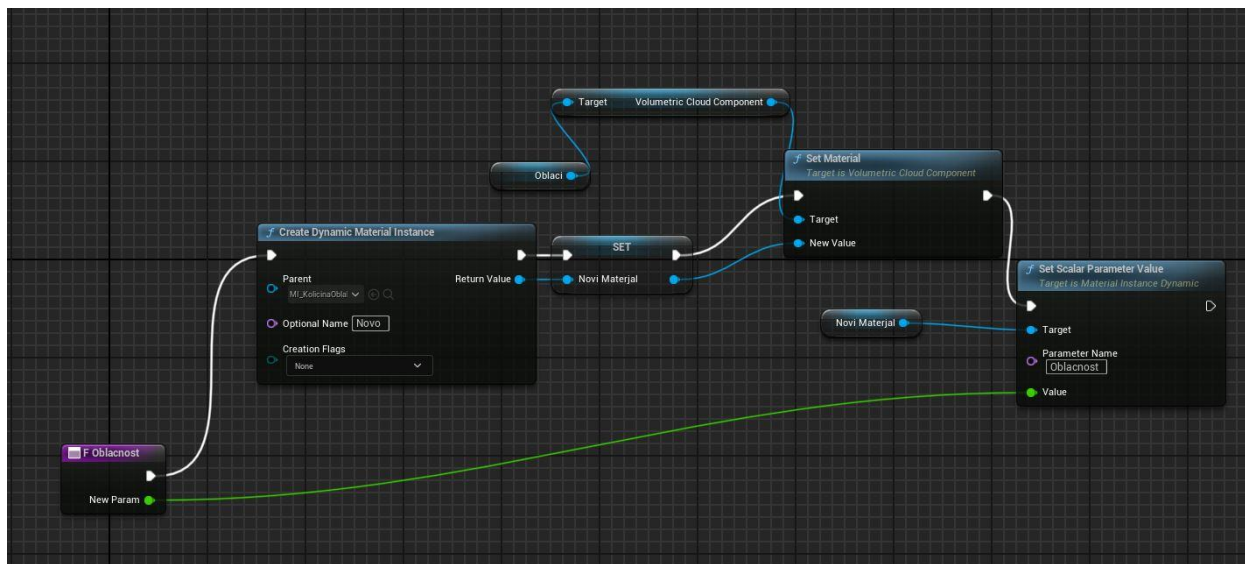 Target Volumetric Cloud Component
Oblaci
f Set Material
Target is Volumetric Cloud Component
Target
New Value
f Create Dynamic Material Instance
Parent
MI_KolicinaObla
Return Value
Optional Name Novo
Creation Flags
None
SET
Novi Materjal
f Set Scalar Parameter Value
Target is Material Instance Dynamic
Target
Parameter Name
Oblacnost
Value
Novi Materjal
F Oblacnost
New Param